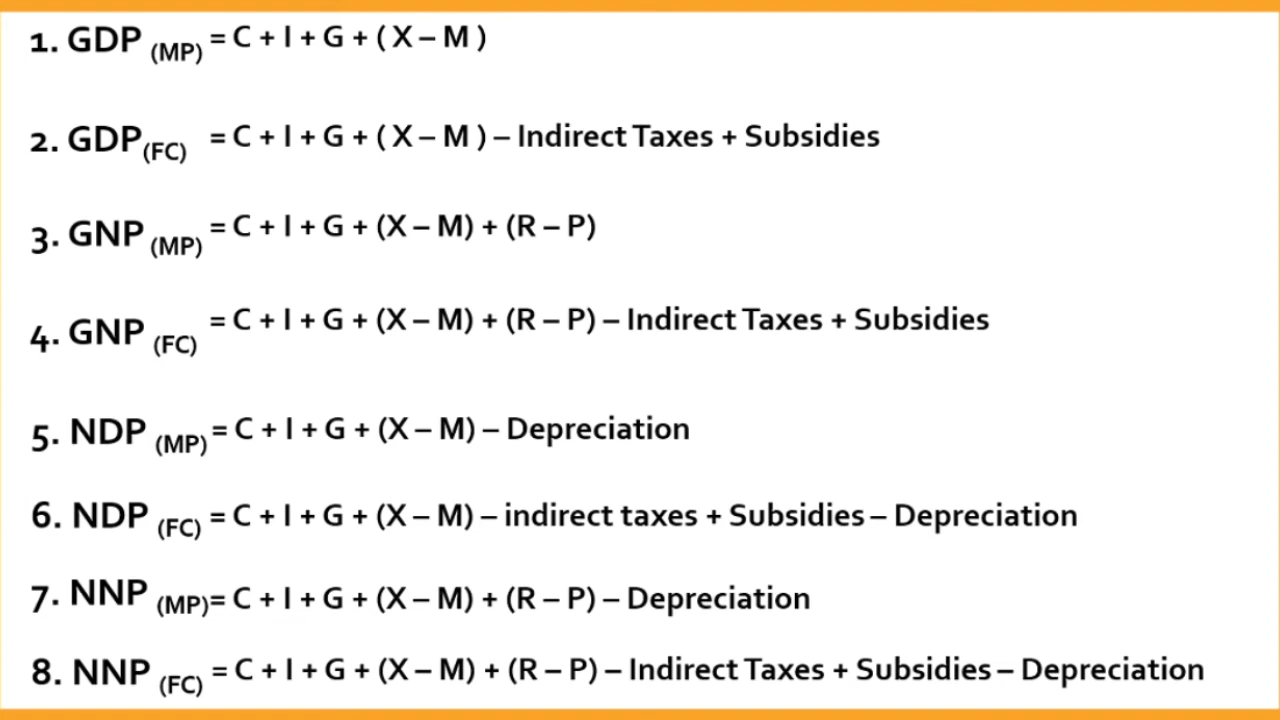 1. GDP (MP) = C + I + G + ( X – M )
2. GDP(FC) = C + I + G + ( X – M ) – Indirect Taxes + Subsidies
3. GNP (MP) = C + I + G + (X – M) + (R – P)
4. GNP (FC) = C + I + G + (X – M) + (R – P) – Indirect Taxes + Subsidies
5. NDP (MP) = C + I + G + (X – M) – Depreciation
6. NDP (FC) = C + I + G + (X – M) – indirect taxes + Subsidies – Depreciation
7. NNP (MP)= C + I + G + (X – M) + (R – P) – Depreciation
8. NNP (FC) = C + I + G + (X – M) + (R – P) – Indirect Taxes + Subsidies – Depreciation